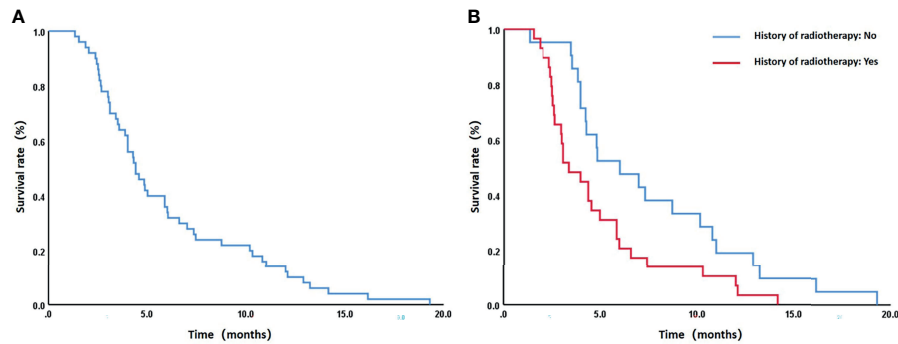 A
Survival rate (%)
1.0
0.8
0.6
0.4
0.2
0.0
.0 5.0 10.0 15.0 20.0
Time (months)
B
Survival rate (%)
1.0
0.8
0.6
0.4
0.2
0.0
.0 5.0 10.0 15.0 20.0
Time (months)
History of radiotherapy: No
History of radiotherapy: Yes